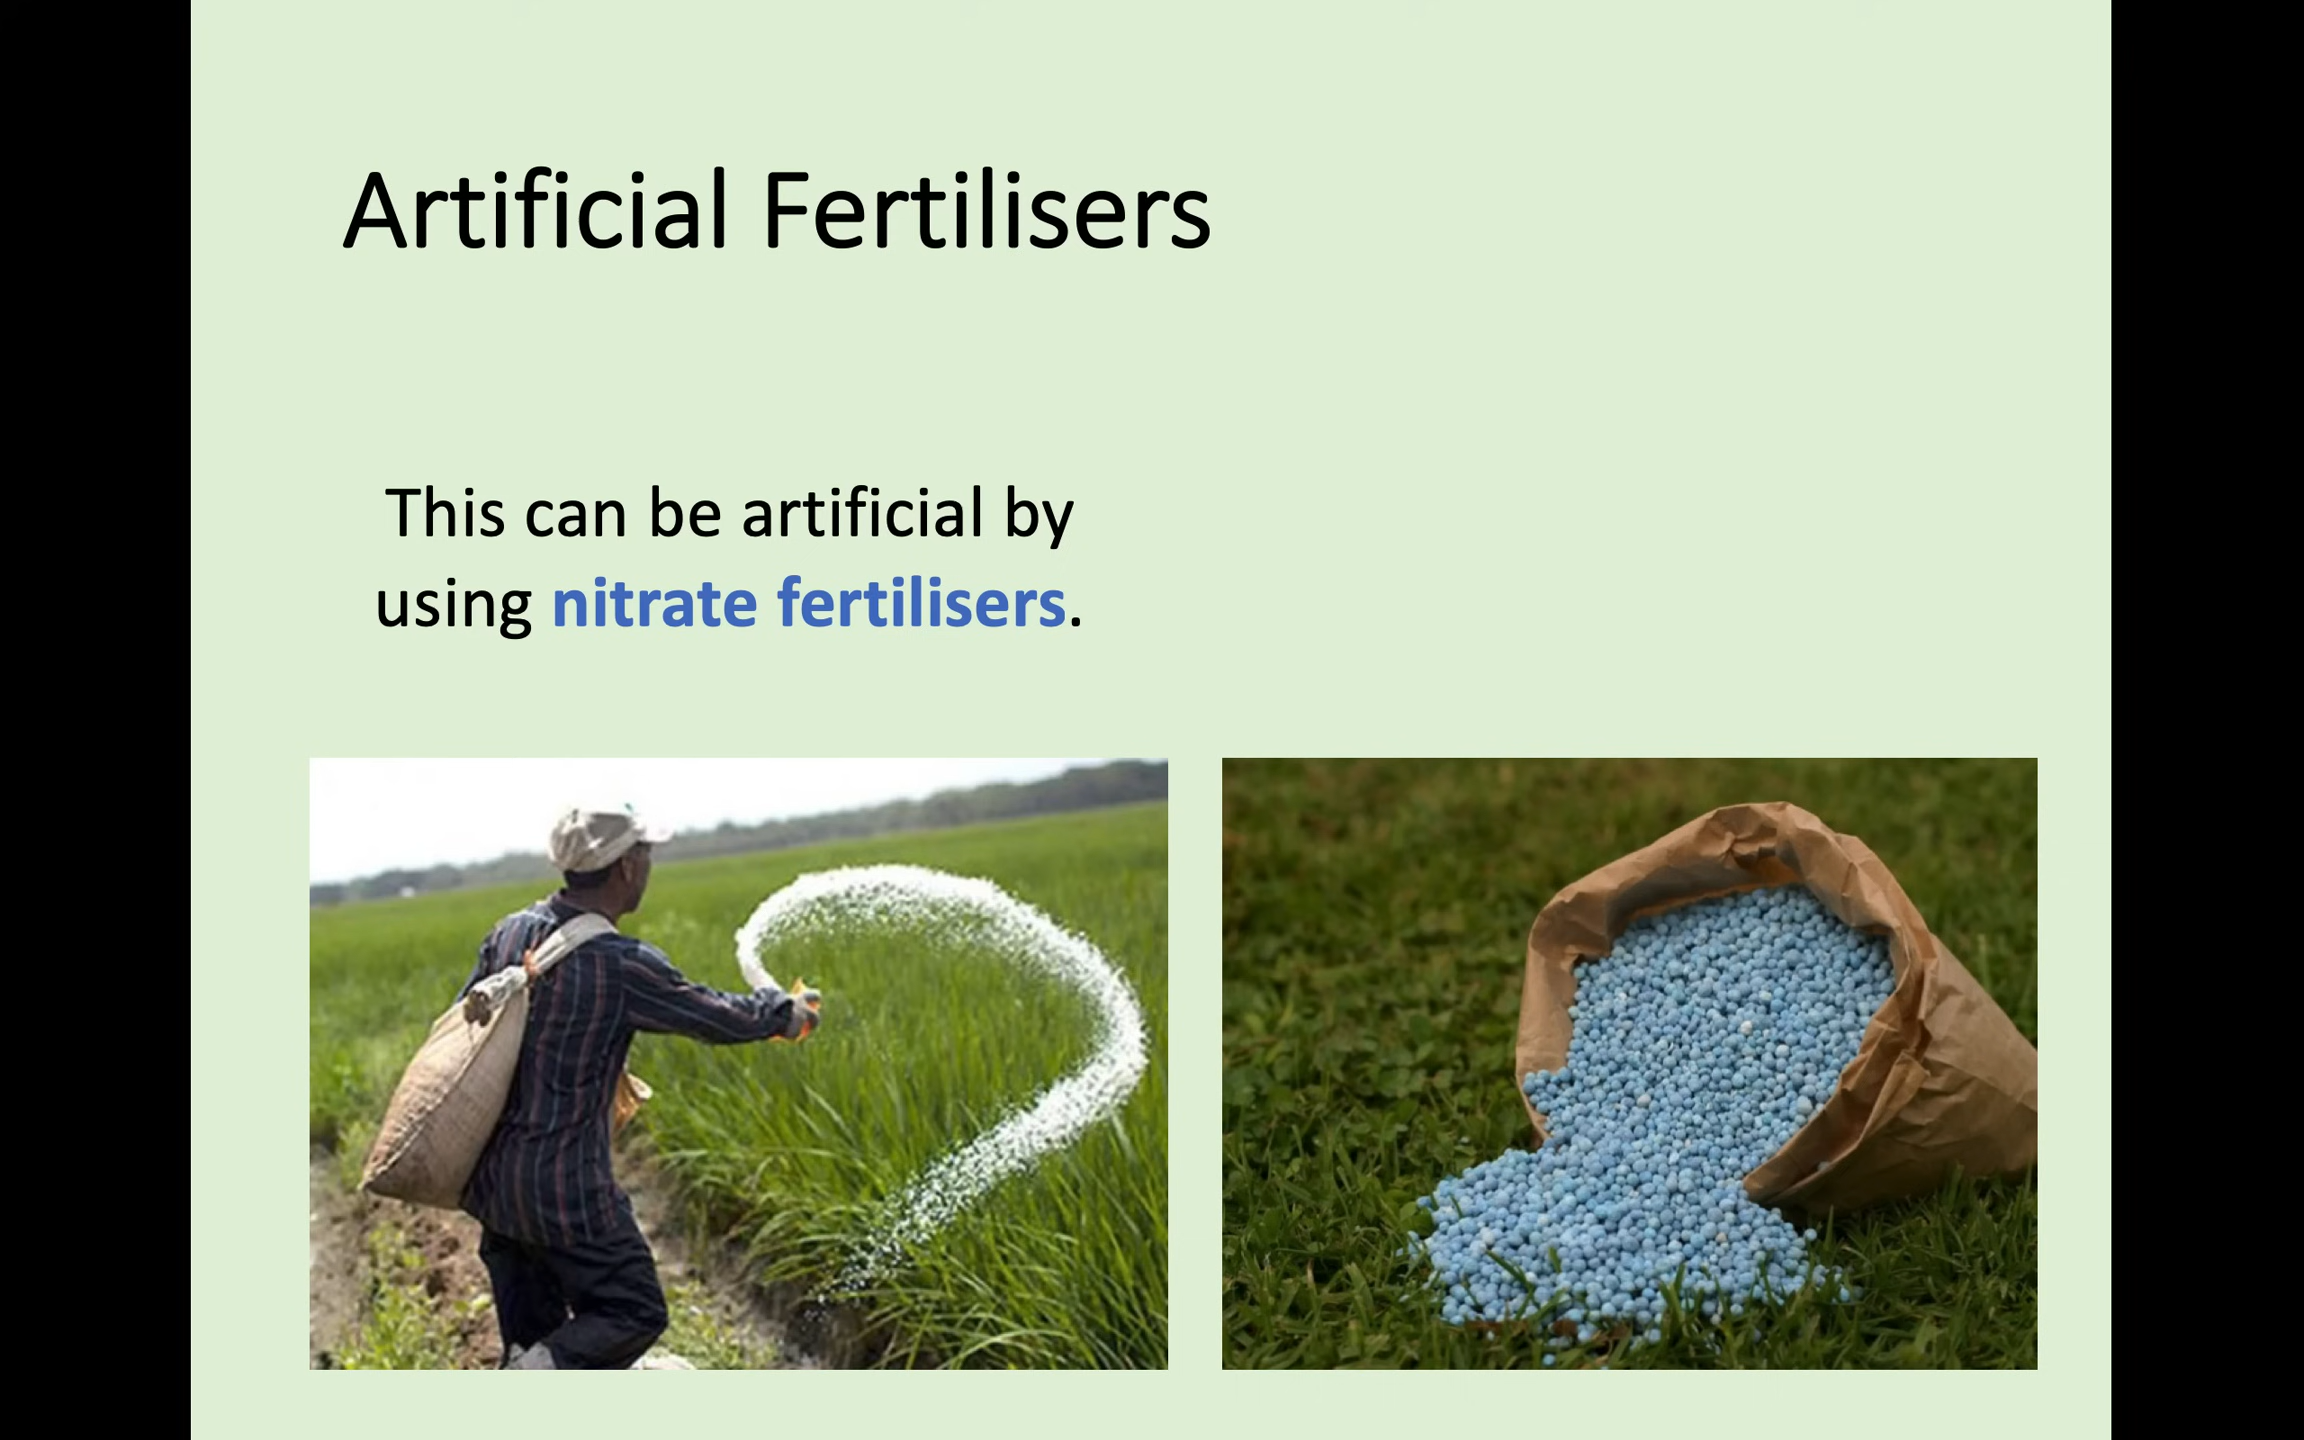 Artificial Fertilisers
This can be artificial by
using nitrate fertilisers.